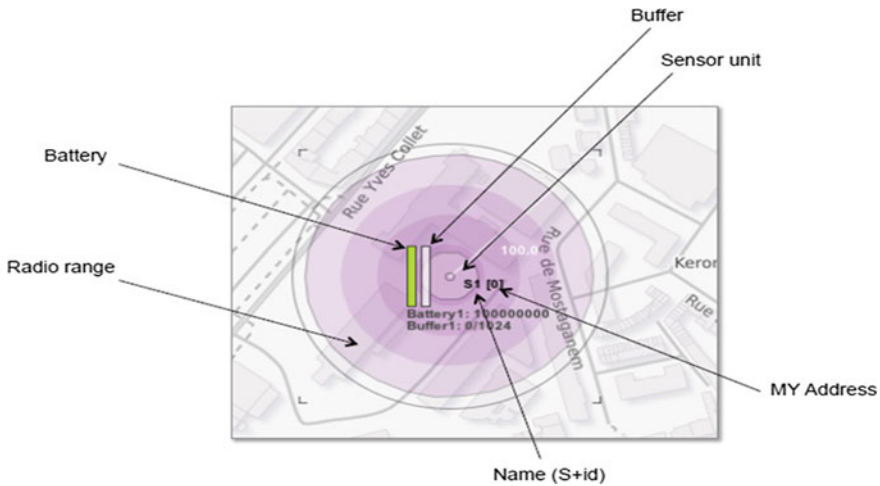 Buffer
Sensor unit
Battery
Rue Yves Collet
Radio range
100.0
Rue de Mostaganem
Keror
S1 [0]
Rue
Battery1: 100000000
Buffer1: 0/1024
MY Address
Name (S+id)